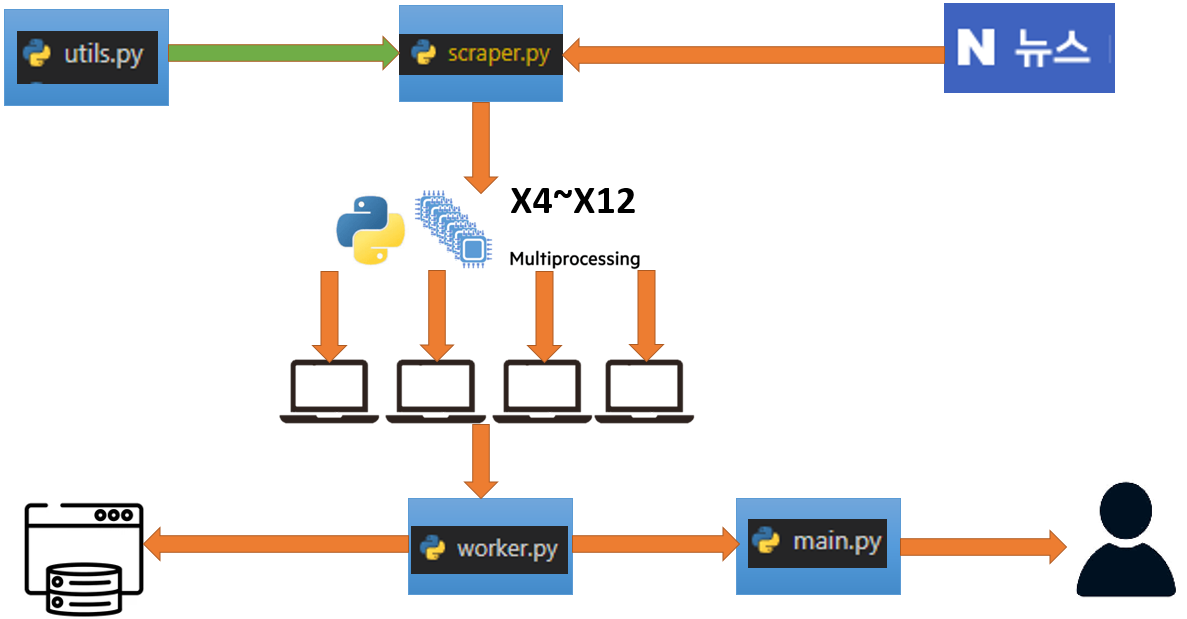 utils.py
scraper.py
N 뉴스
X4~X12
Multiprocessing
worker.py
main.py